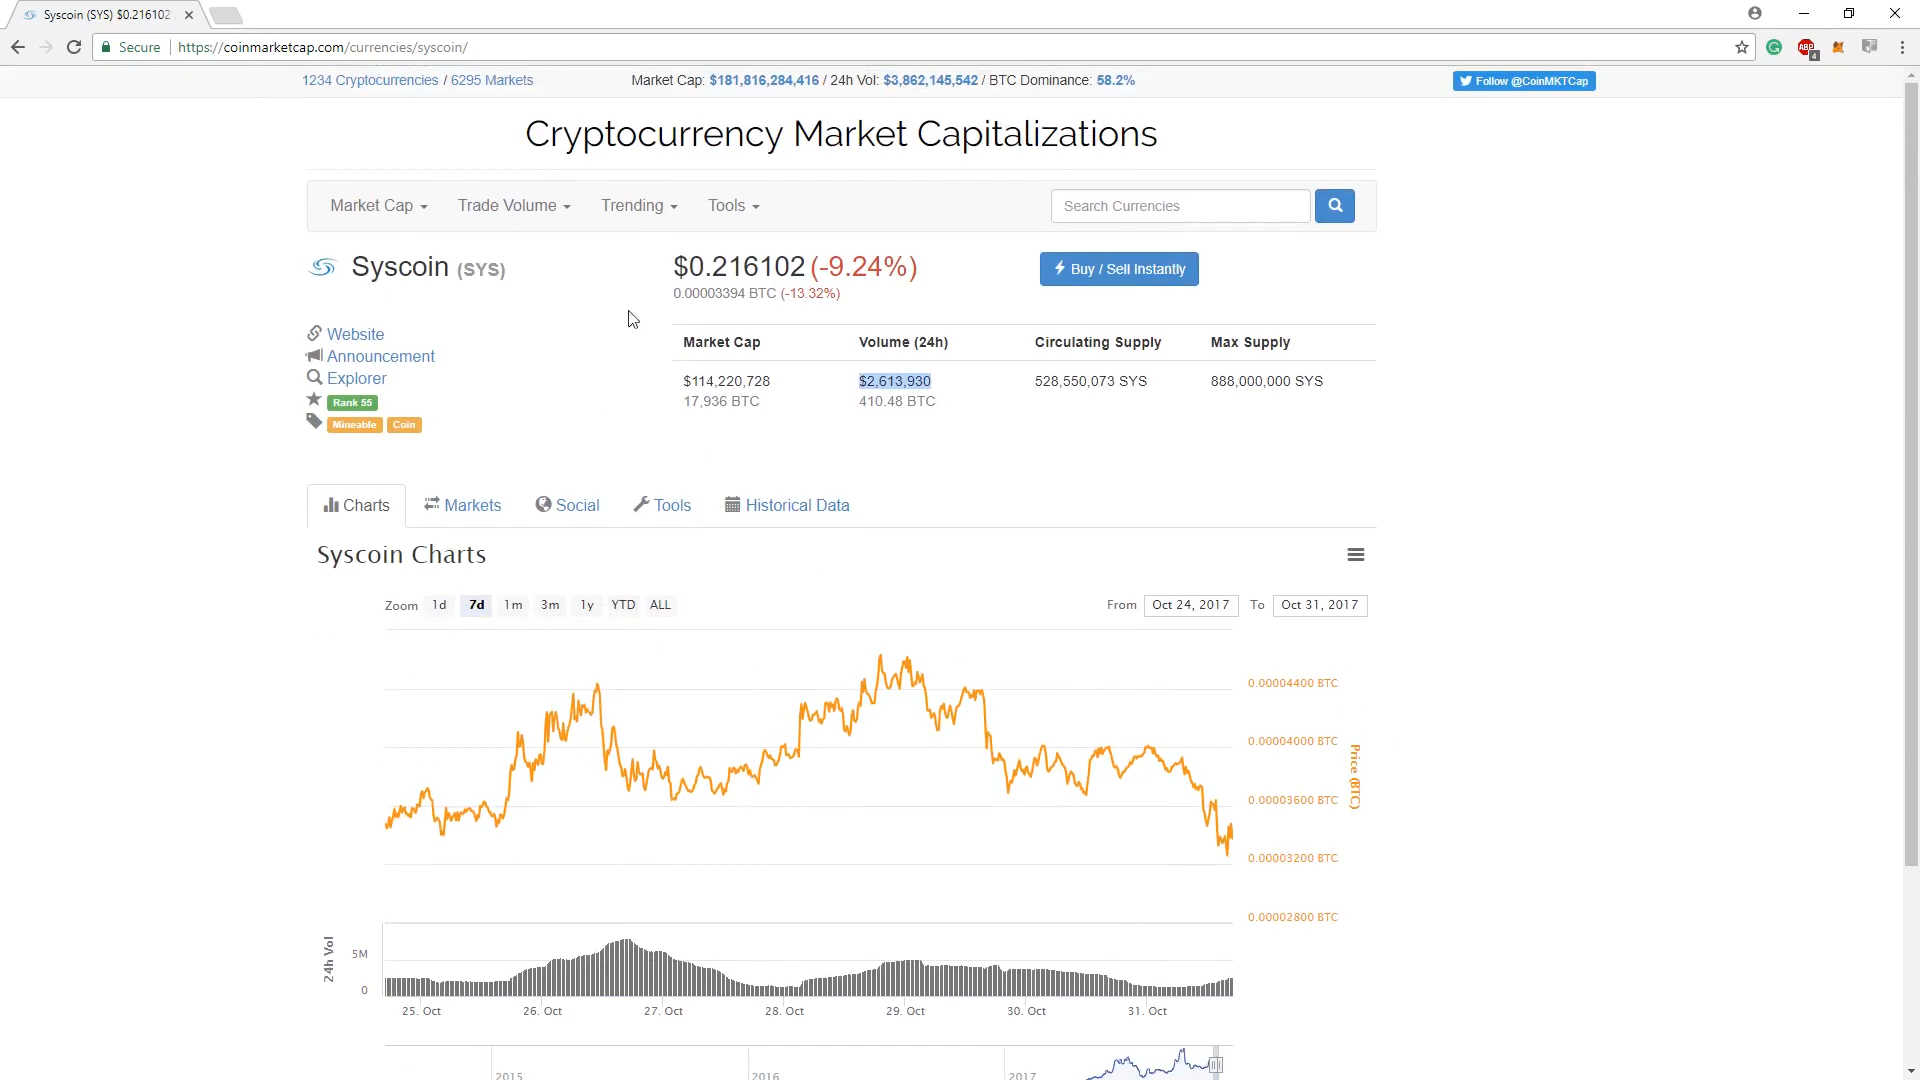 Syscoin (SYS) $0.216102
Secure https://coinmarketcap.com/currencies/syscoin/
ABP 4
1234 Cryptocurrencies / 6295 Markets Market Cap: $181,816,284,416 / 24h Vol: $3,862,145,542 / BTC Dominance: 58.2% Follow @CoinMKTCap
Cryptocurrency Market Capitalizations
Market Cap Trade Volume Trending Tools Search Currencies
Syscoin (SYS) $0.216102 (-9.24%) Buy / Sell Instantly
0.00003394 BTC (-13.32%)
Website
Announcement
Explorer
Rank 55
Mineable Coin
Market Cap Volume (24h) Circulating Supply Max Supply
$114,220,728 $2,613,930 528,550,073 SYS 888,000,000 SYS
17,936 BTC 410.48 BTC
Charts Markets Social Tools Historical Data
Syscoin Charts
Zoom 1d 7d 1m 3m 1y YTD ALL From Oct 24, 2017 To Oct 31, 2017
0.00004400 BTC
0.00004000 BTC
0.00003600 BTC
0.00003200 BTC
0.00002800 BTC
Price (BTC)
24h Vol
5M
0
25. Oct 26. Oct 27. Oct 28. Oct 29. Oct 30. Oct 31. Oct
2015 2016 2017